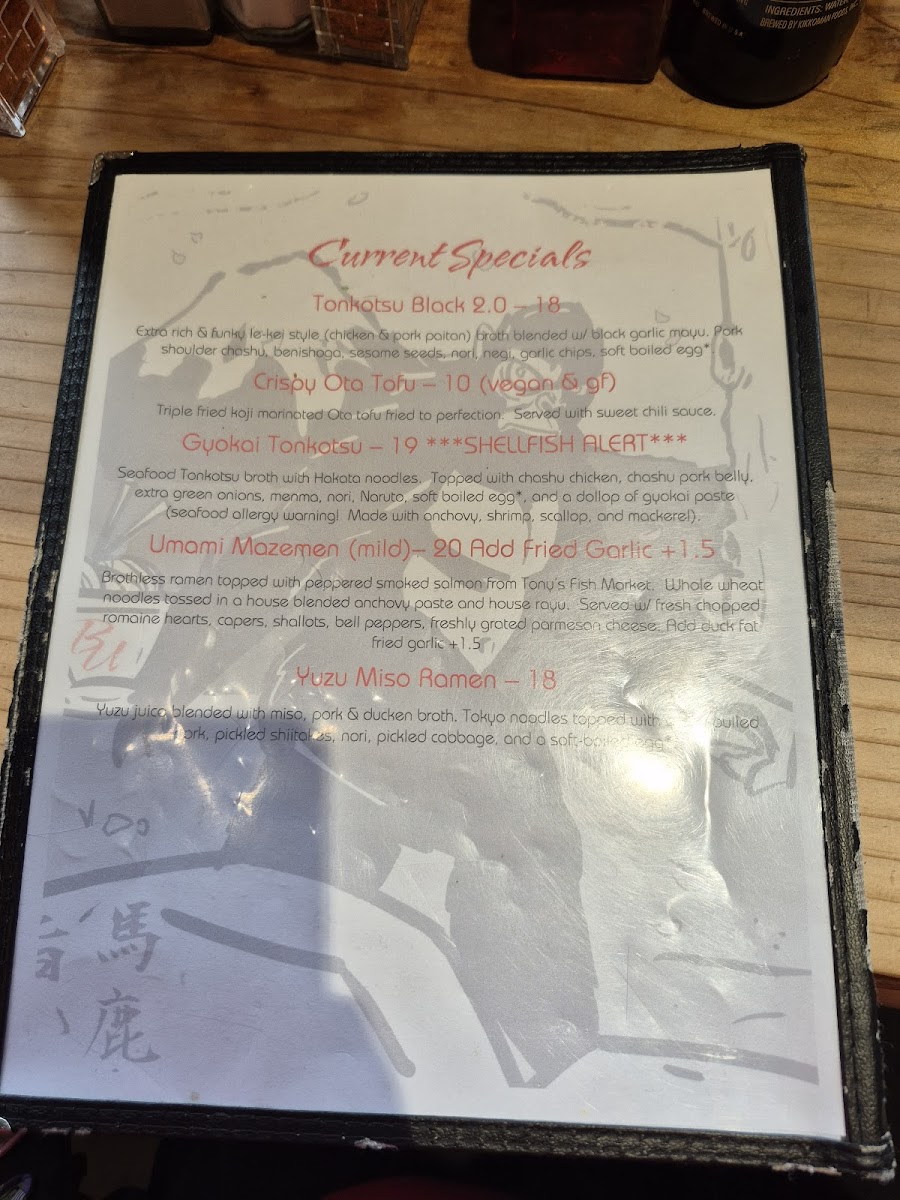 INGREDIENTS: WATER
BREWED BY KIKKOMAN FOODS, INC
Current Specials
Tonkotsu Black 2.0 – 18
Extra rich & funky Ie-kei style (chicken & pork paitan) broth blended w/ black garlic mayu. Pork
shoulder chashu, benishoga, sesame seeds, nori, negi, garlic chips, soft boiled egg*
Crispy Ota Tofu – 10 (vegan & gf)
Triple fried koji marinated Ota tofu fried to perfection. Served with sweet chili sauce.
Gyokai Tonkotsu – 19 ***SHELLFISH ALERT***
Seafood Tonkotsu broth with Hakata noodles. Topped with chashu chicken, chashu pork belly,
extra green onions, menma, nori, Naruto, soft boiled egg*, and a dollop of gyokai paste
(seafood allergy warning! Made with anchovy, shrimp, scallop, and mackerel).
Umami Mazemen (mild)– 20 Add Fried Garlic +1.5
Brothless ramen topped with peppered smoked salmon from Tony's Fish Market. Whole wheat
noodles tossed in a house blended anchovy paste and house rayu. Served w/ fresh chopped
romaine hearts, capers, shallots, bell peppers, freshly grated parmesan cheese. Add duck fat
fried garlic +1.5
BU
Yuzu Miso Ramen – 18
Yuzu juice blended with miso, pork & ducken broth. Tokyo noodles topped with pulled
pork, pickled shiitakes, nori, pickled cabbage, and a soft-boiled egg*
馬
鹿